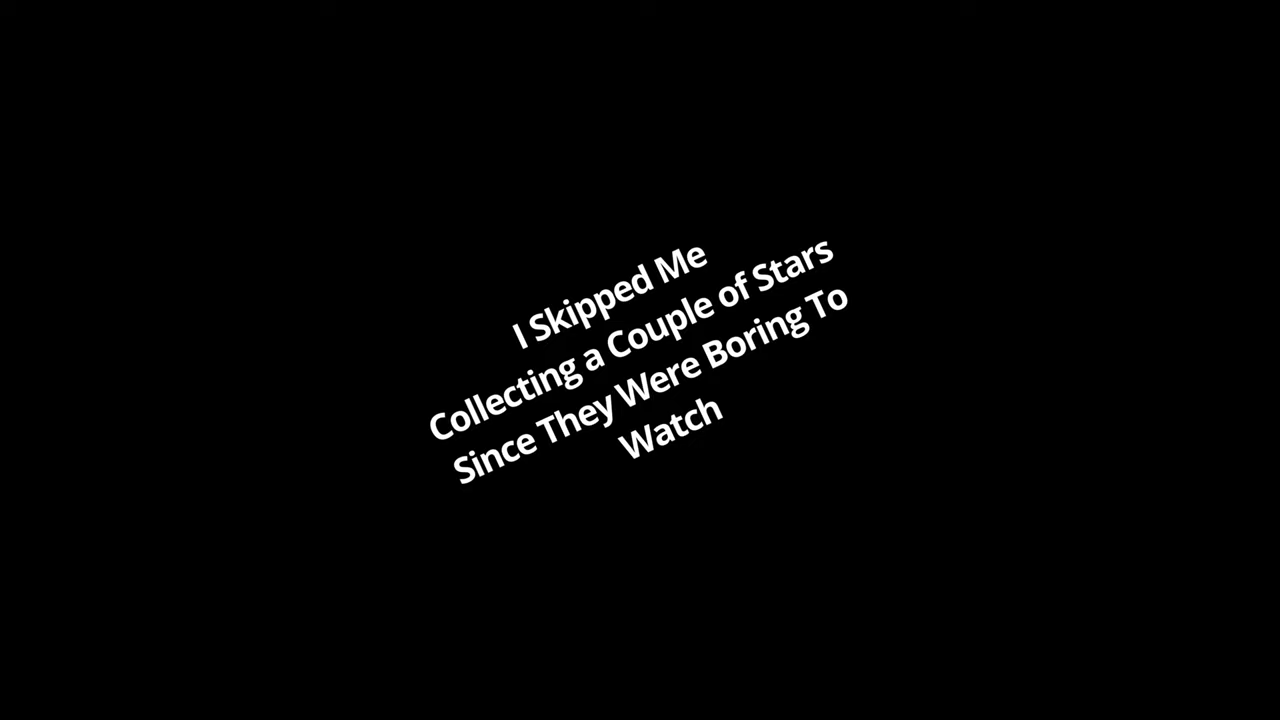 I Skipped Me
Collecting a Couple of Stars
Since They Were Boring To
Watch